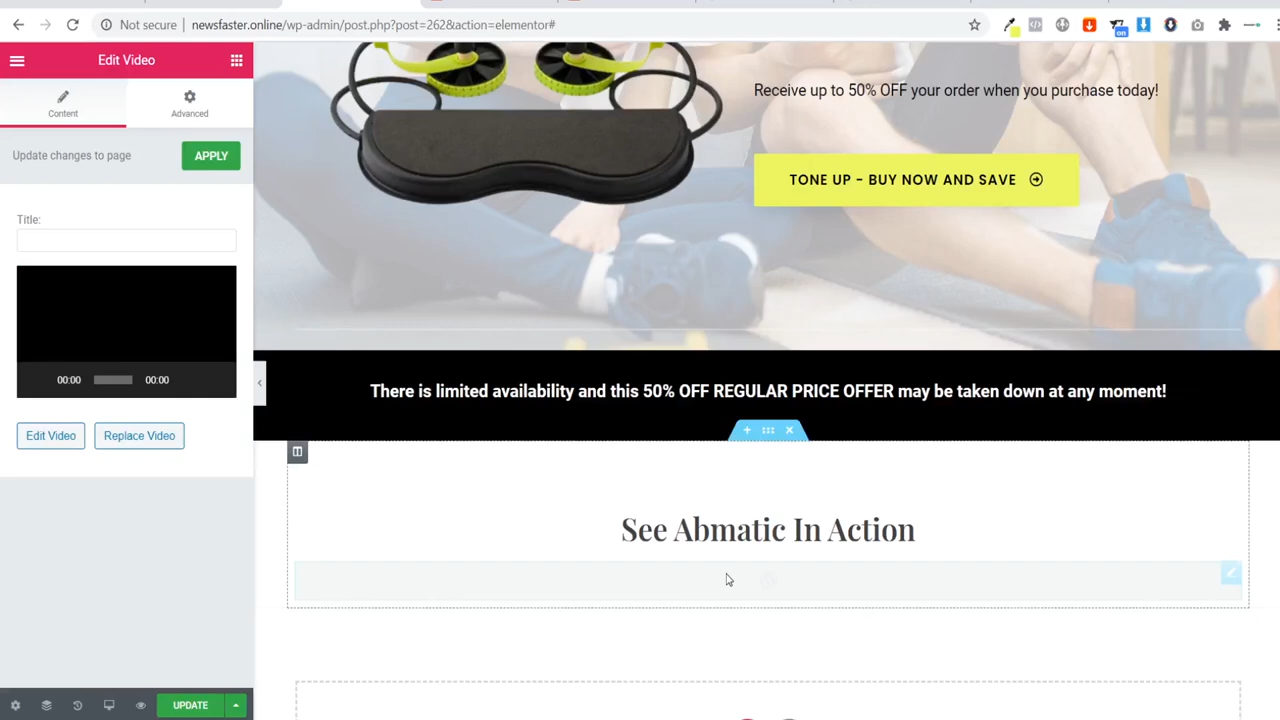 Not secure
newsfaster.online/wp-admin/post.php?post=262&action=elementor#
on
Edit Video
Content
Advanced
Update changes to page
APPLY
Title:
00:00
00:00
Edit Video
Replace Video
UPDATE
Receive up to 50% OFF your order when you purchase today!
TONE UP - BUY NOW AND SAVE
There is limited availability and this 50% OFF REGULAR PRICE OFFER may be taken down at any moment!
See Abmatic In Action